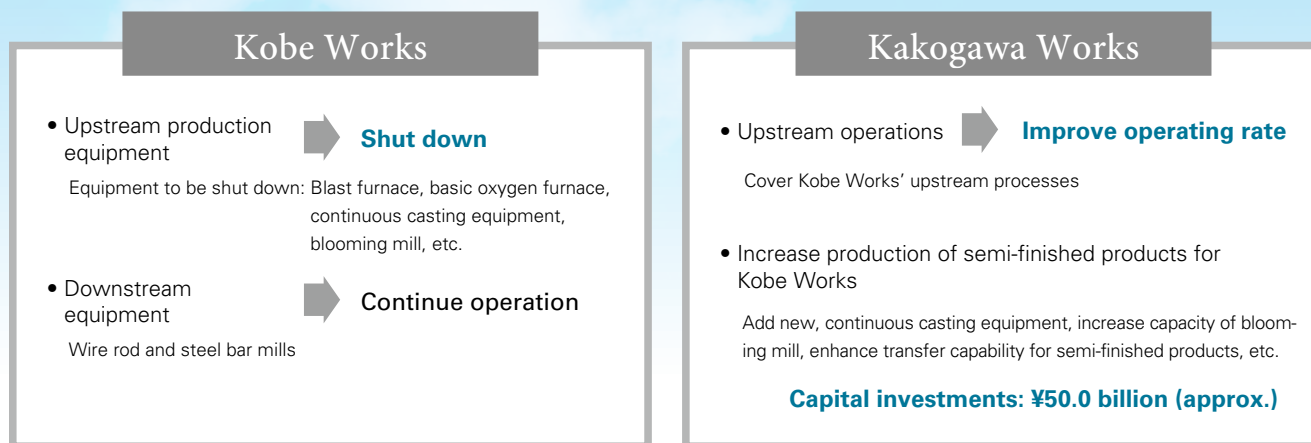 Kobe Works
• Upstream production
equipment
Shut down
Equipment to be shut down: Blast furnace, basic oxygen furnace,
continuous casting equipment,
blooming mill, etc.
• Downstream
equipment
Continue operation
Wire rod and steel bar mills
Kakogawa Works
• Upstream operations
Improve operating rate
Cover Kobe Works’ upstream processes
• Increase production of semi-finished products for
Kobe Works
Add new, continuous casting equipment, increase capacity of bloom-
ing mill, enhance transfer capability for semi-finished products, etc.
Capital investments: ¥50.0 billion (approx.)